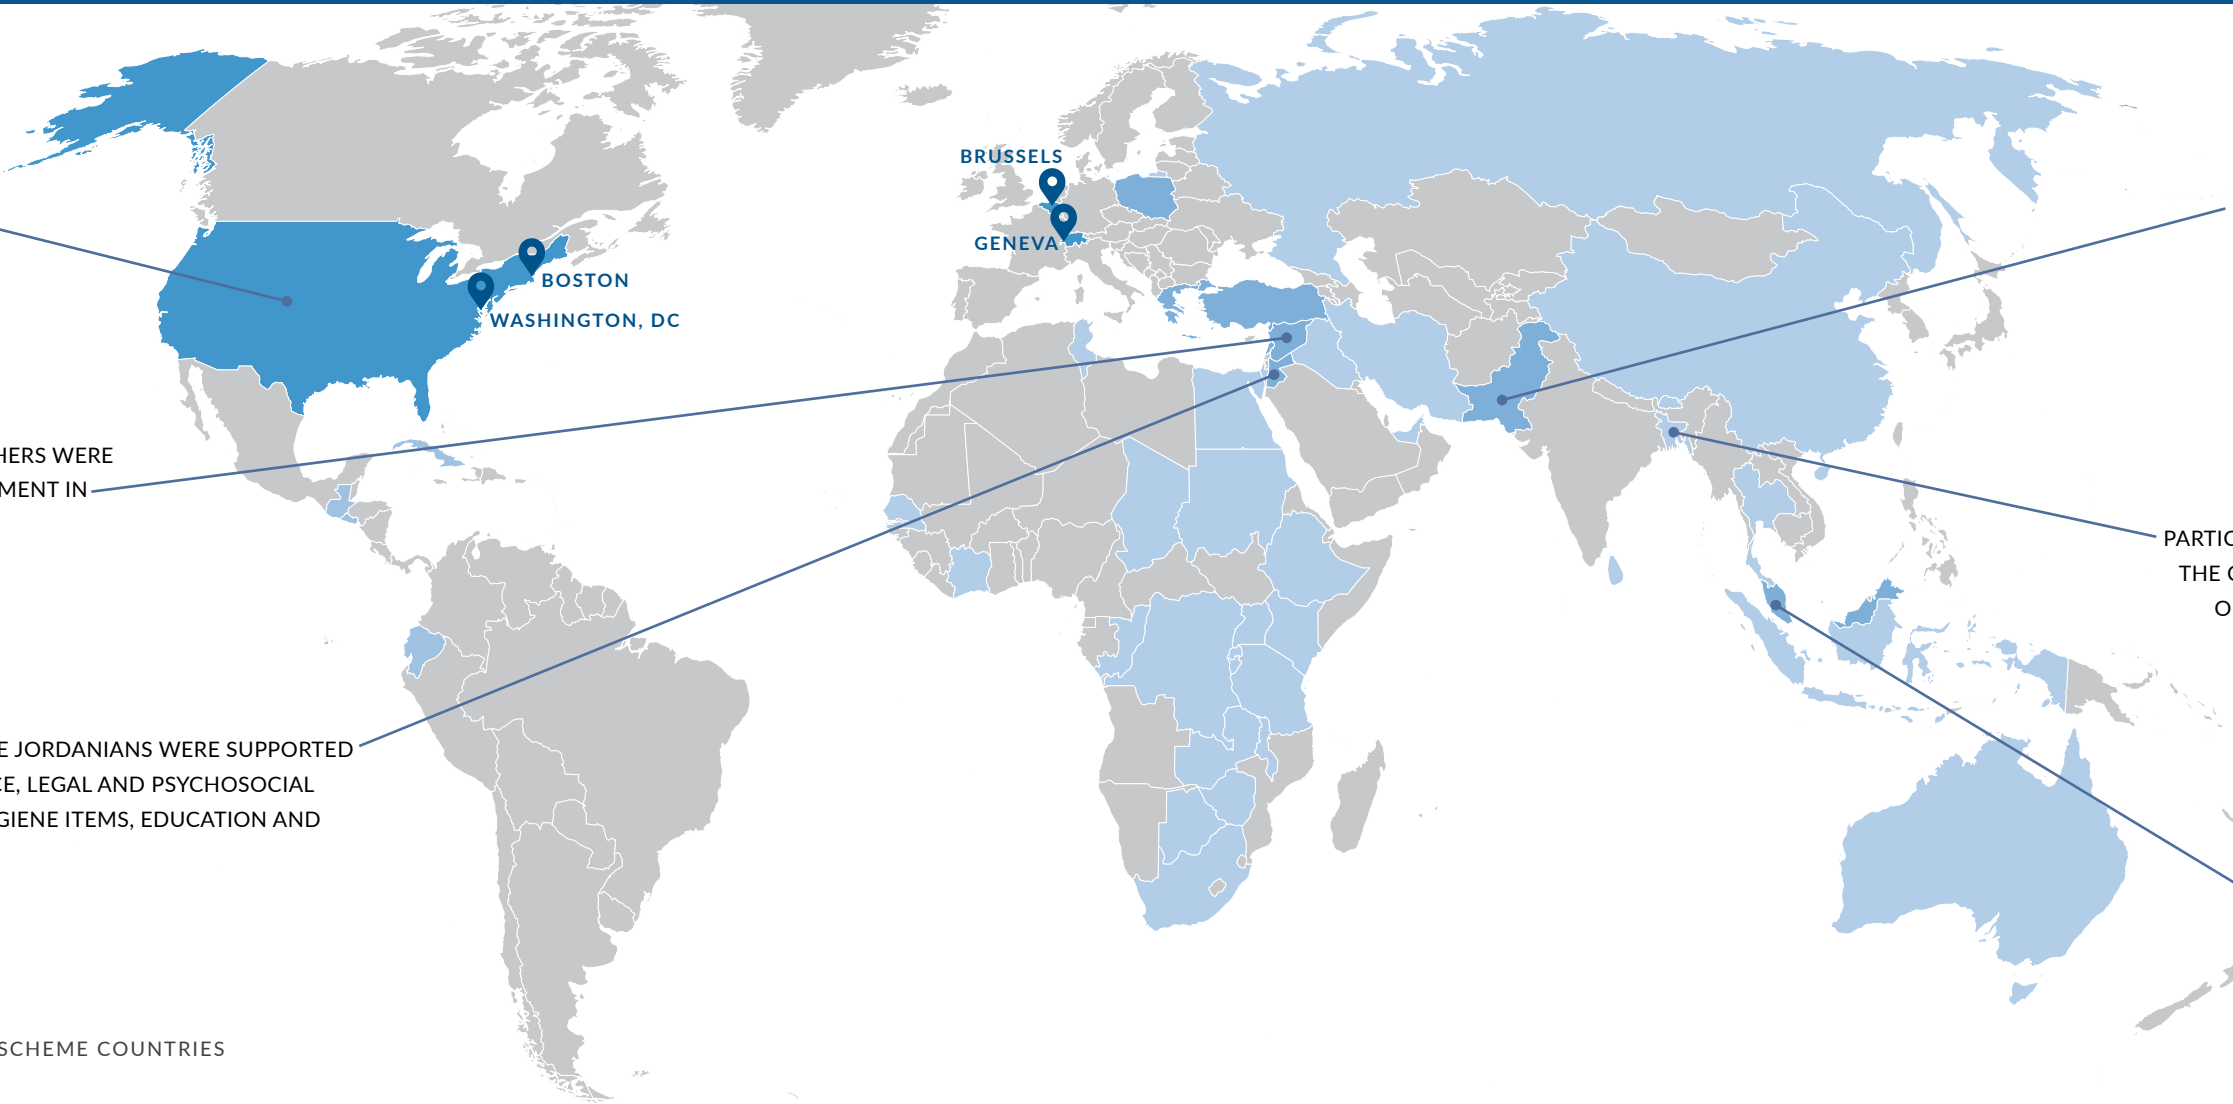 BRUSSELS
GENEVA
BOSTON
WASHINGTON, DC
HERS WERE
MENT IN
PARTIC
THE
E JORDANIANS WERE SUPPORTED
CE, LEGAL AND PSYCHOSOCIAL
GIENE ITEMS, EDUCATION AND
SCHEME COUNTRIES